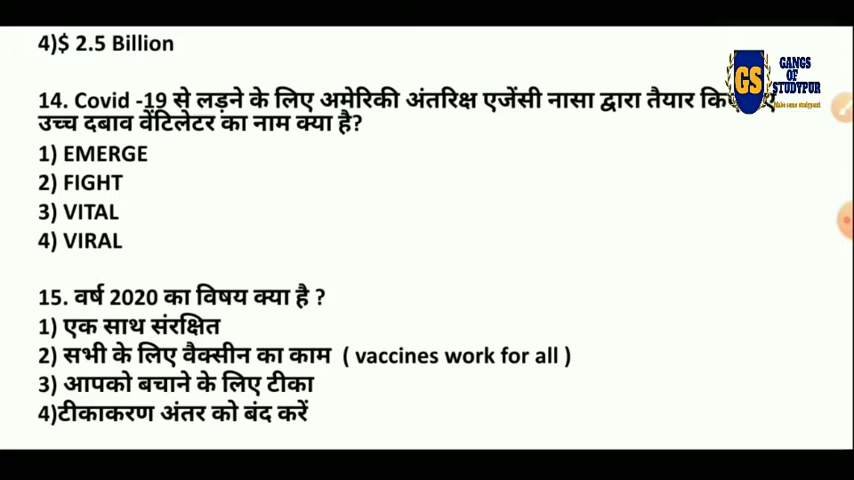 4)$ 2.5 Billion
GANGS
OF
STUDYPUR
GS
14. Covid -19 से लड़ने के लिए अमेरिकी अंतरिक्ष एजेंसी नासा द्वारा तैयार
उच्च दबाव वेंटिलेटर का नाम क्या है?
1) EMERGE
2) FIGHT
3) VITAL
4) VIRAL
15. वर्ष 2020 का विषय क्या है ?
1) एक साथ संरक्षित
2) सभी के लिए वैक्सीन का काम ( vaccines work for all )
3) आपको बचाने के लिए टीका
4)टीकाकरण अंतर को बंद करें